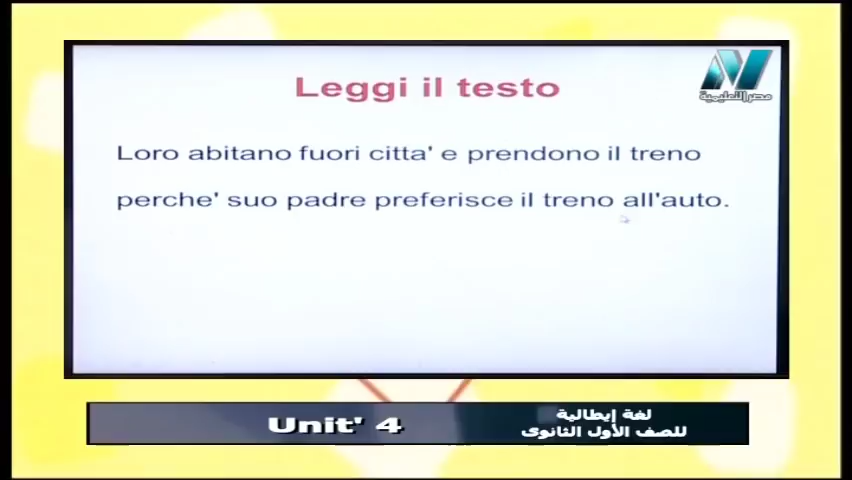 Leggi il testo
مصر التعليمية
Loro abitano fuori citta' e prendono il treno
perche' suo padre preferisce il treno all'auto.
Unit' 4
لغة إيطالية
للصف الأول الثانوى